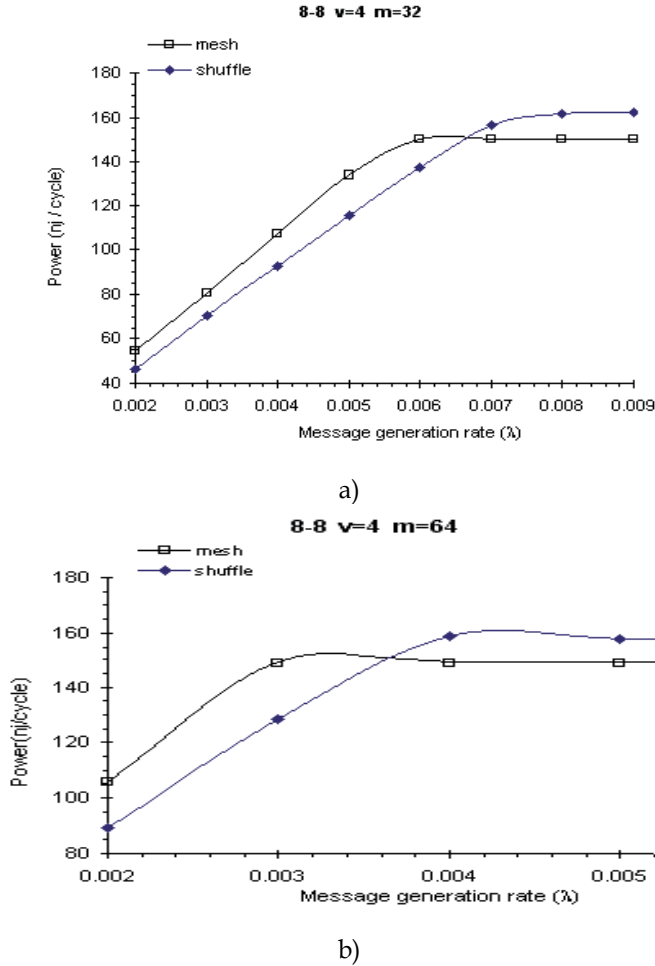 8-8 v=4 m=32
mesh
shuffle
180
160
140
120
100
80
60
40
Power (nj / cycle)
0.002 0.003 0.004 0.005 0.006 0.007 0.008 0.009
Message generation rate (λ)
a)
8-8 v=4 m=64
mesh
shuffle
180
160
140
120
100
80
Power(nj/cycle)
0.002 0.003 0.004 0.005
Message generation rate (λ)
b)